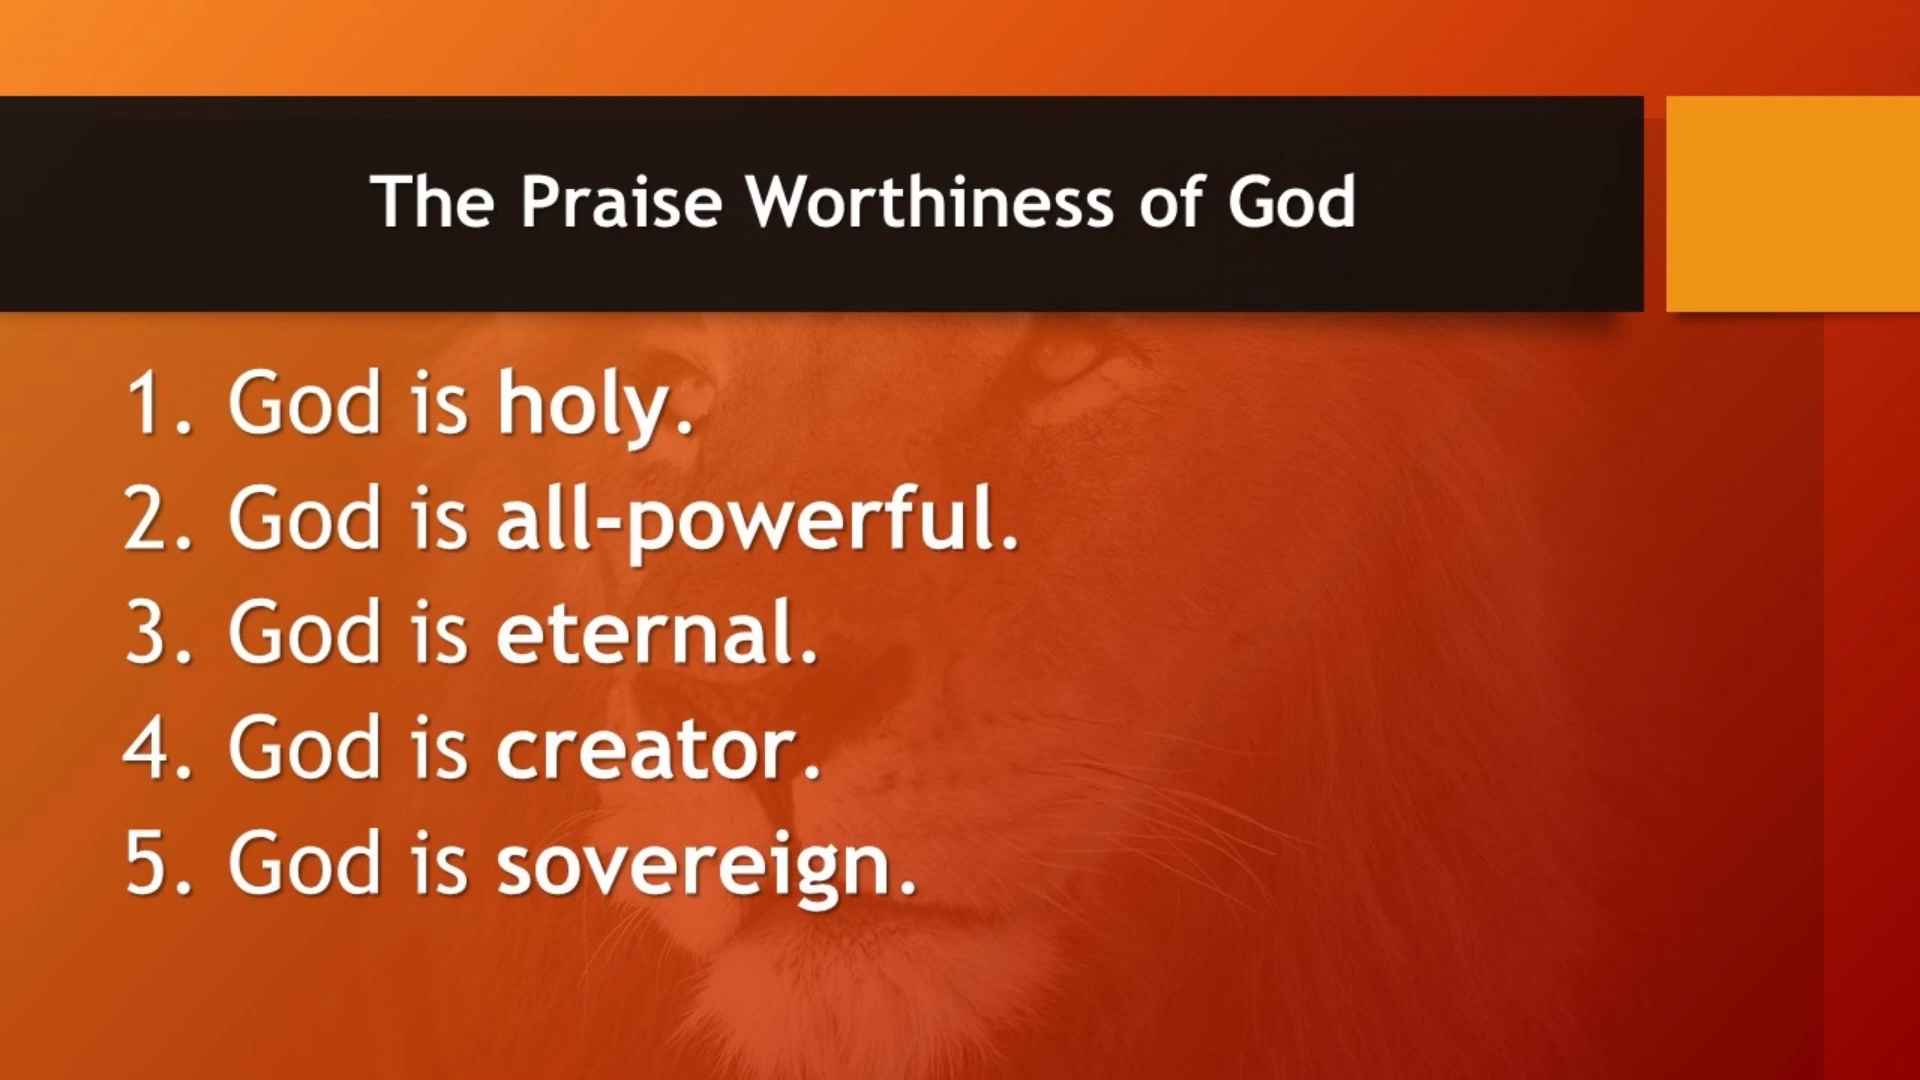 The Praise Worthiness of God
1. God is holy.
2. God is all-powerful.
3. God is eternal.
4. God is creator.
5. God is sovereign.